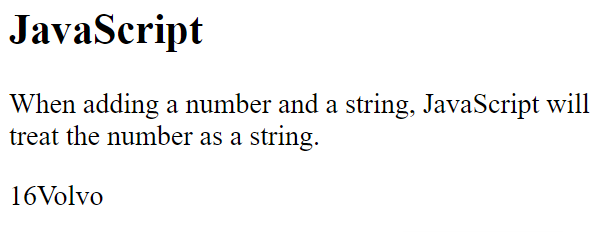 JavaScript
When adding a number and a string, JavaScript will
treat the number as a string.
16Volvo